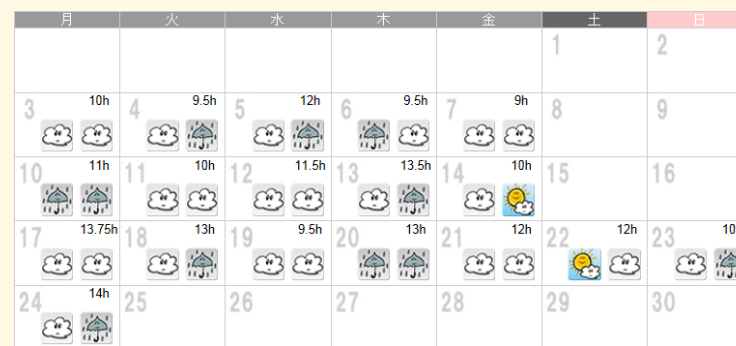 月 火 水 木 金 土 日
1 2
10h 9.5h 12h 9.5h 9h
3 4 5 6 7 8 9
11h 10h 11.5h 13.5h 10h
10 11 12 13 14 15 16
13.75h 13h 9.5h 13h 12h 12h 10
17 18 19 20 21 22 23
14h
24 25 26 27 28 29 30